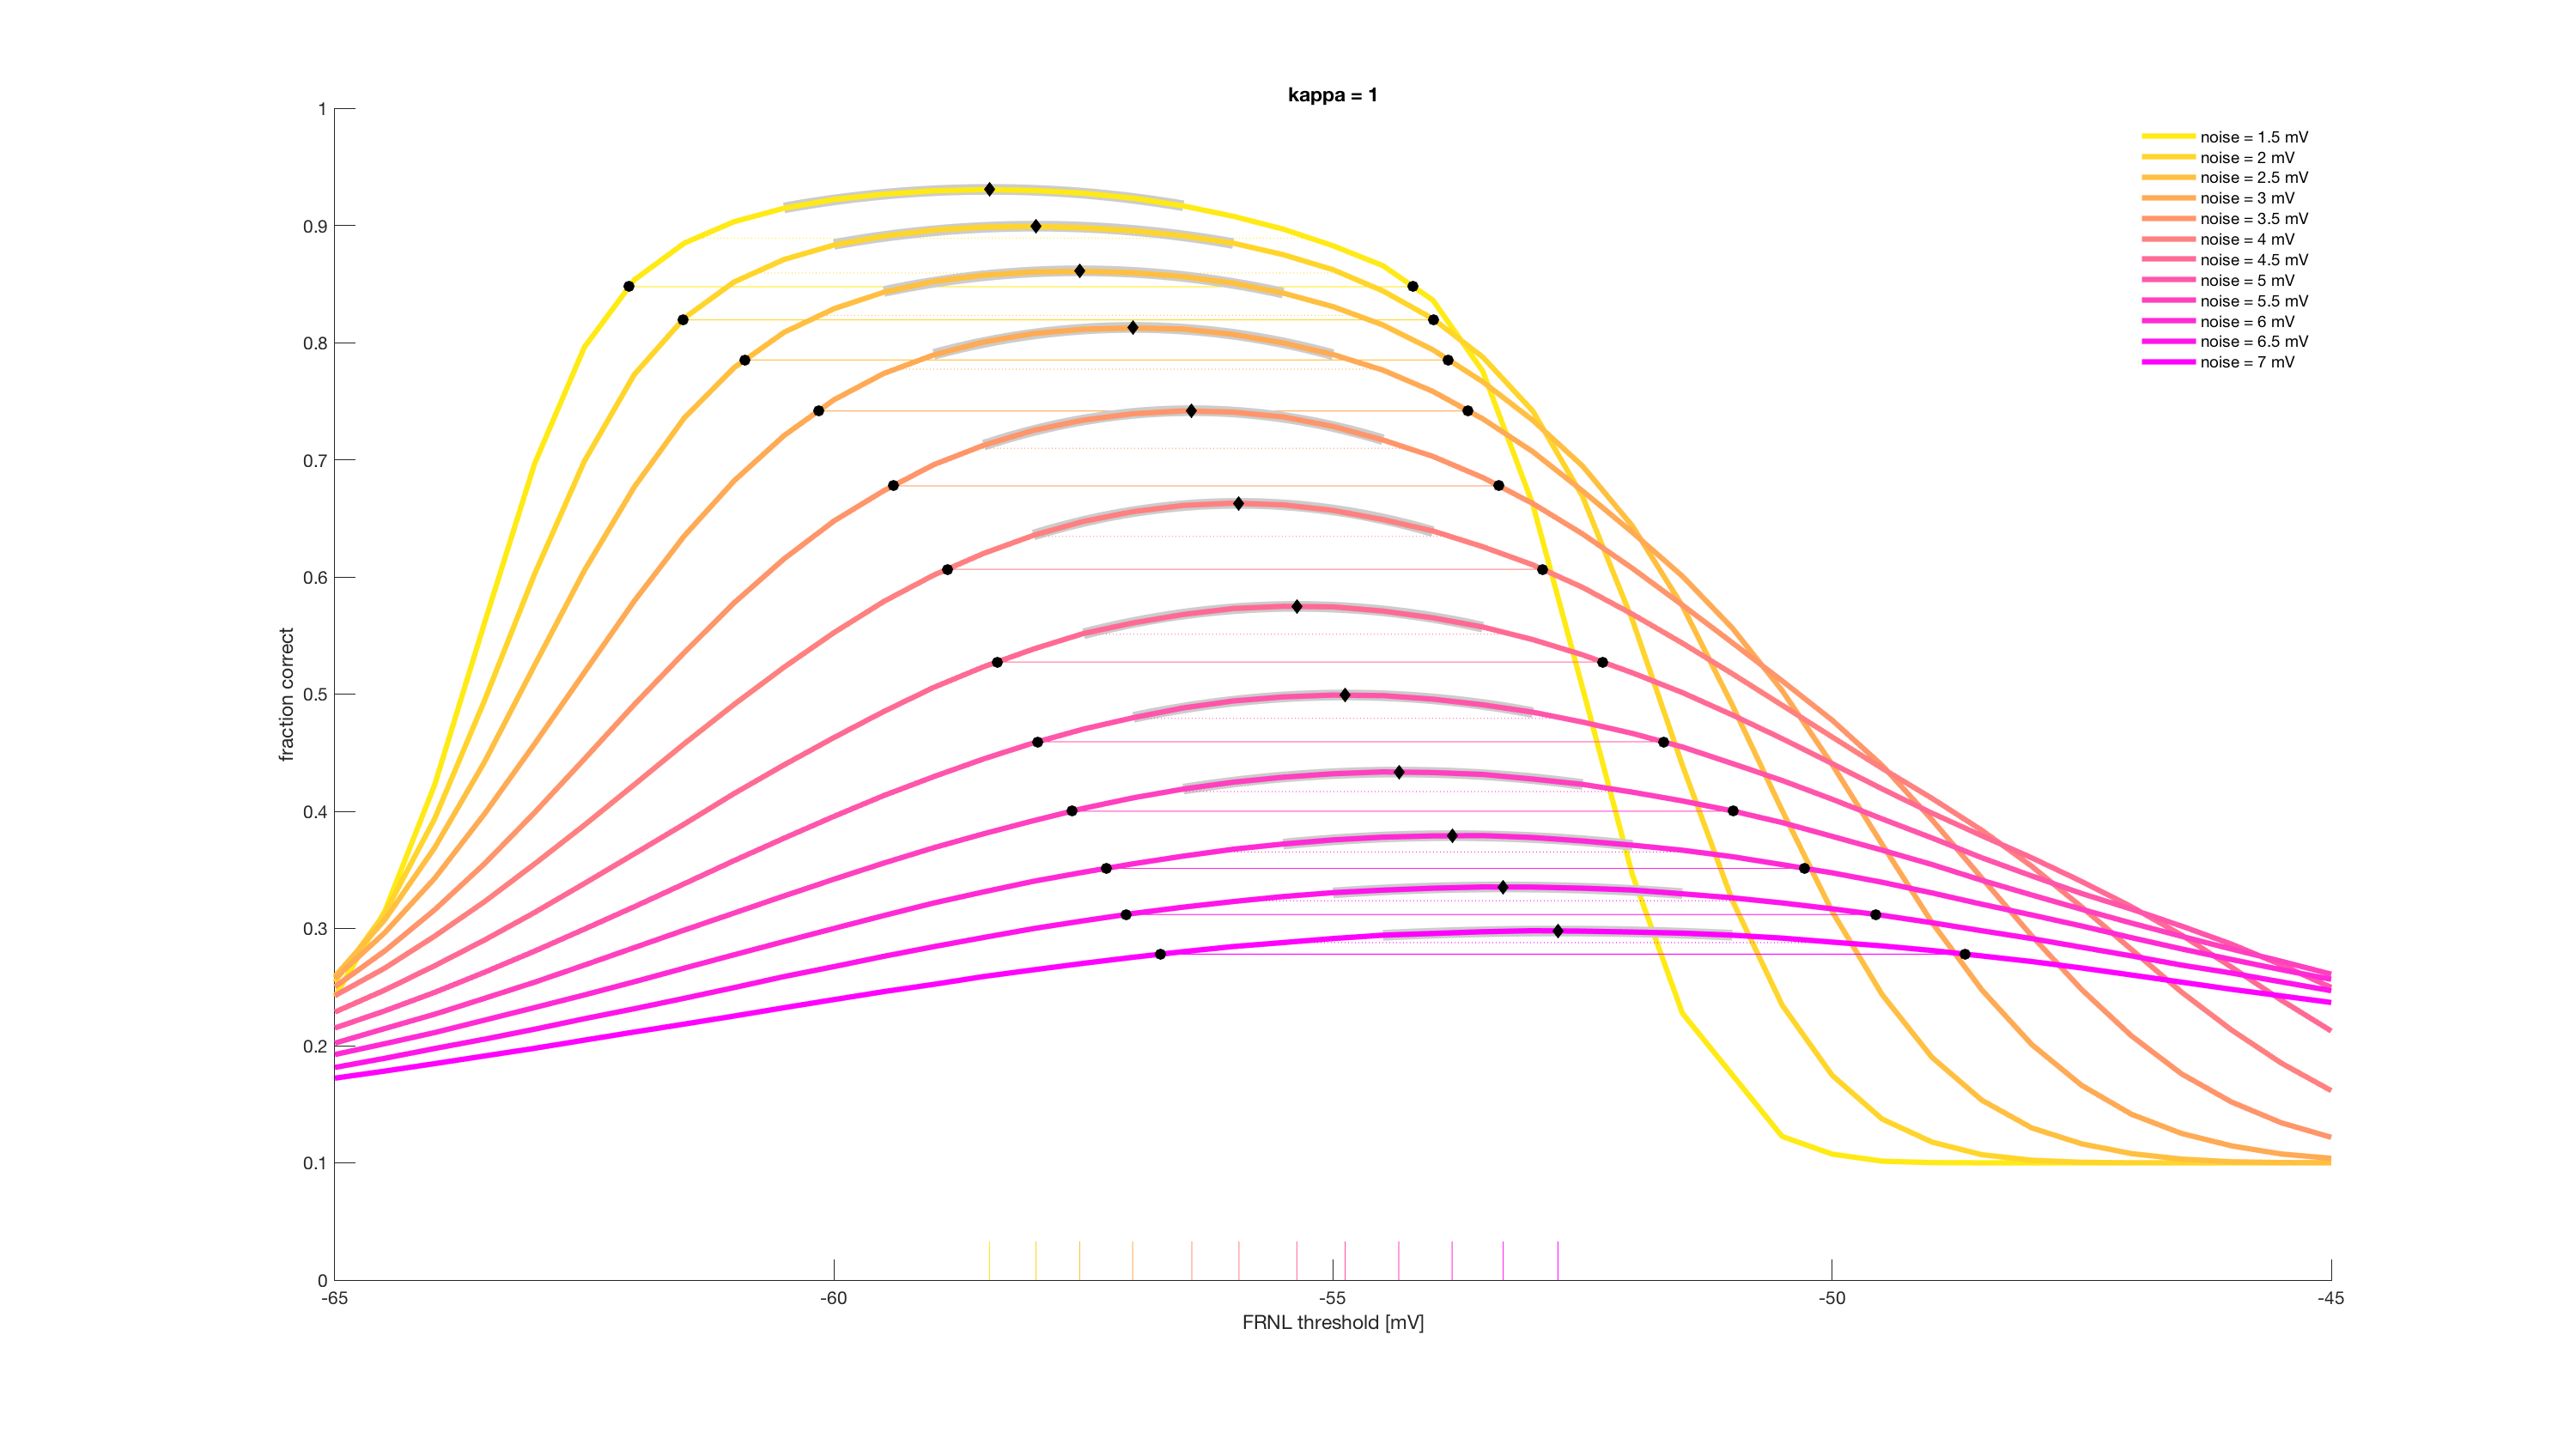 kappa = 1
1
0.9
0.8
0.7
0.6
0.5
0.4
0.3
0.2
0.1
0
fraction correct
-65
-60
-55
-50
-45
FRNL threshold [mV]
noise = 1.5 mV
noise = 2 mV
noise = 2.5 mV
noise = 3 mV
noise = 3.5 mV
noise = 4 mV
noise = 4.5 mV
noise = 5 mV
noise = 5.5 mV
noise = 6 mV
noise = 6.5 mV
noise = 7 mV